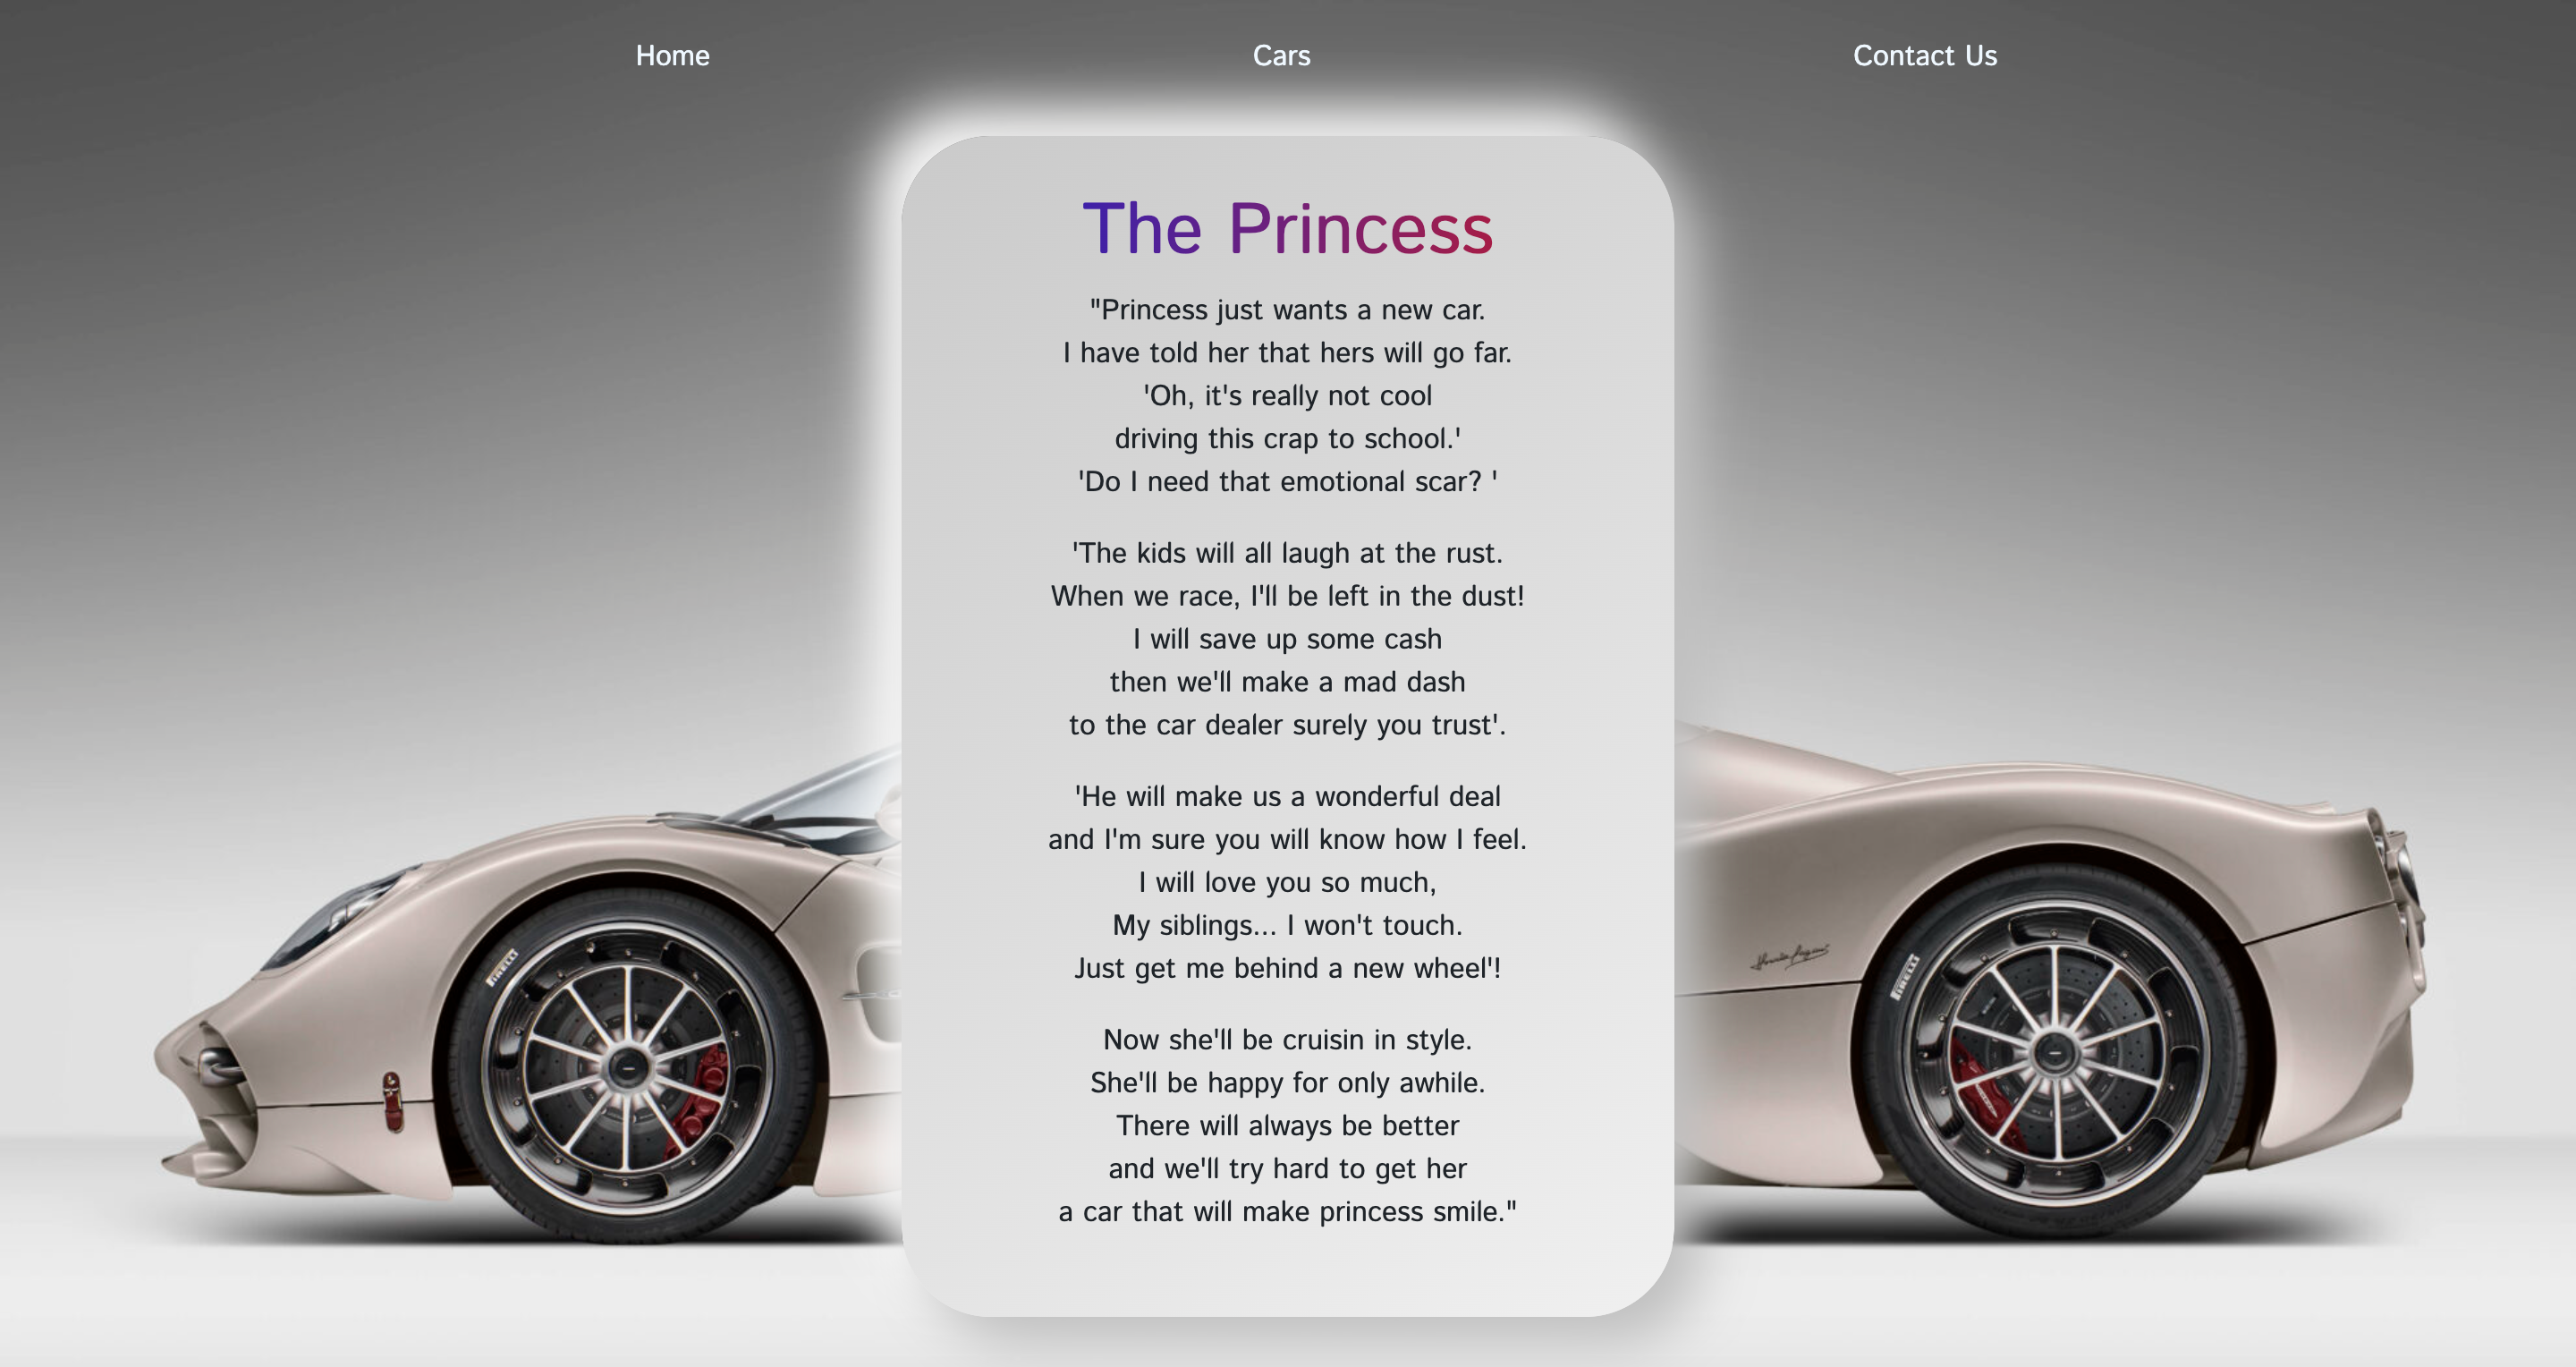 Home
Cars
Contact Us
The Princess
"Princess just wants a new car.
I have told her that hers will go far.
'Oh, it's really not cool
driving this crap to school.'
'Do I need that emotional scar? '
'The kids will all laugh at the rust.
When we race, I'll be left in the dust!
I will save up some cash
then we'll make a mad dash
to the car dealer surely you trust'.
'He will make us a wonderful deal
and I'm sure you will know how I feel.
I will love you so much,
My siblings... I won't touch.
Just get me behind a new wheel'!
Now she'll be cruisin in style.
She'll be happy for only awhile.
There will always be better
and we'll try hard to get her
a car that will make princess smile."
PIRELLI
PIRELLI